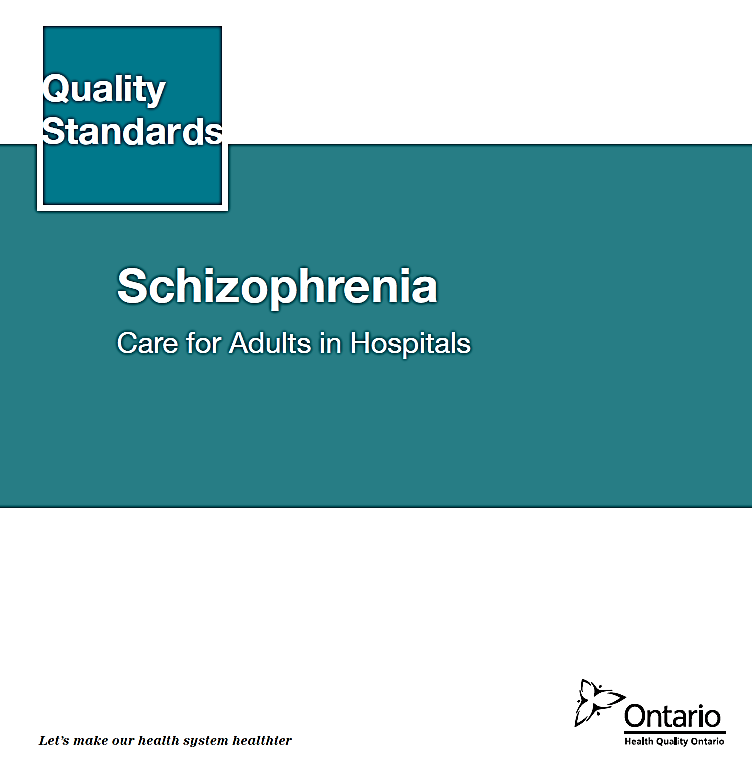 Quality
Standards
Schizophrenia
Care for Adults in Hospitals
Let's make our health system healthier
Ontario
Health Quality Ontario